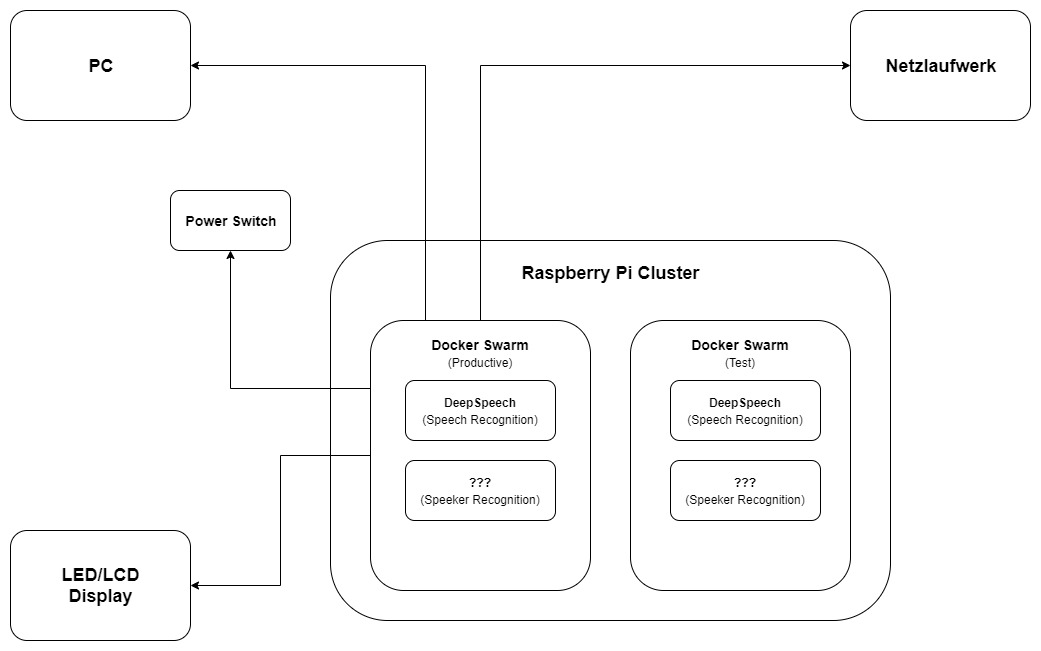 PC
Netzlaufwerk
Power Switch
Raspberry Pi Cluster
Docker Swarm
(Productive)
DeepSpeech
(Speech Recognition)
???
(Speeker Recognition)
Docker Swarm
(Test)
DeepSpeech
(Speech Recognition)
???
(Speeker Recognition)
LED/LCD
Display